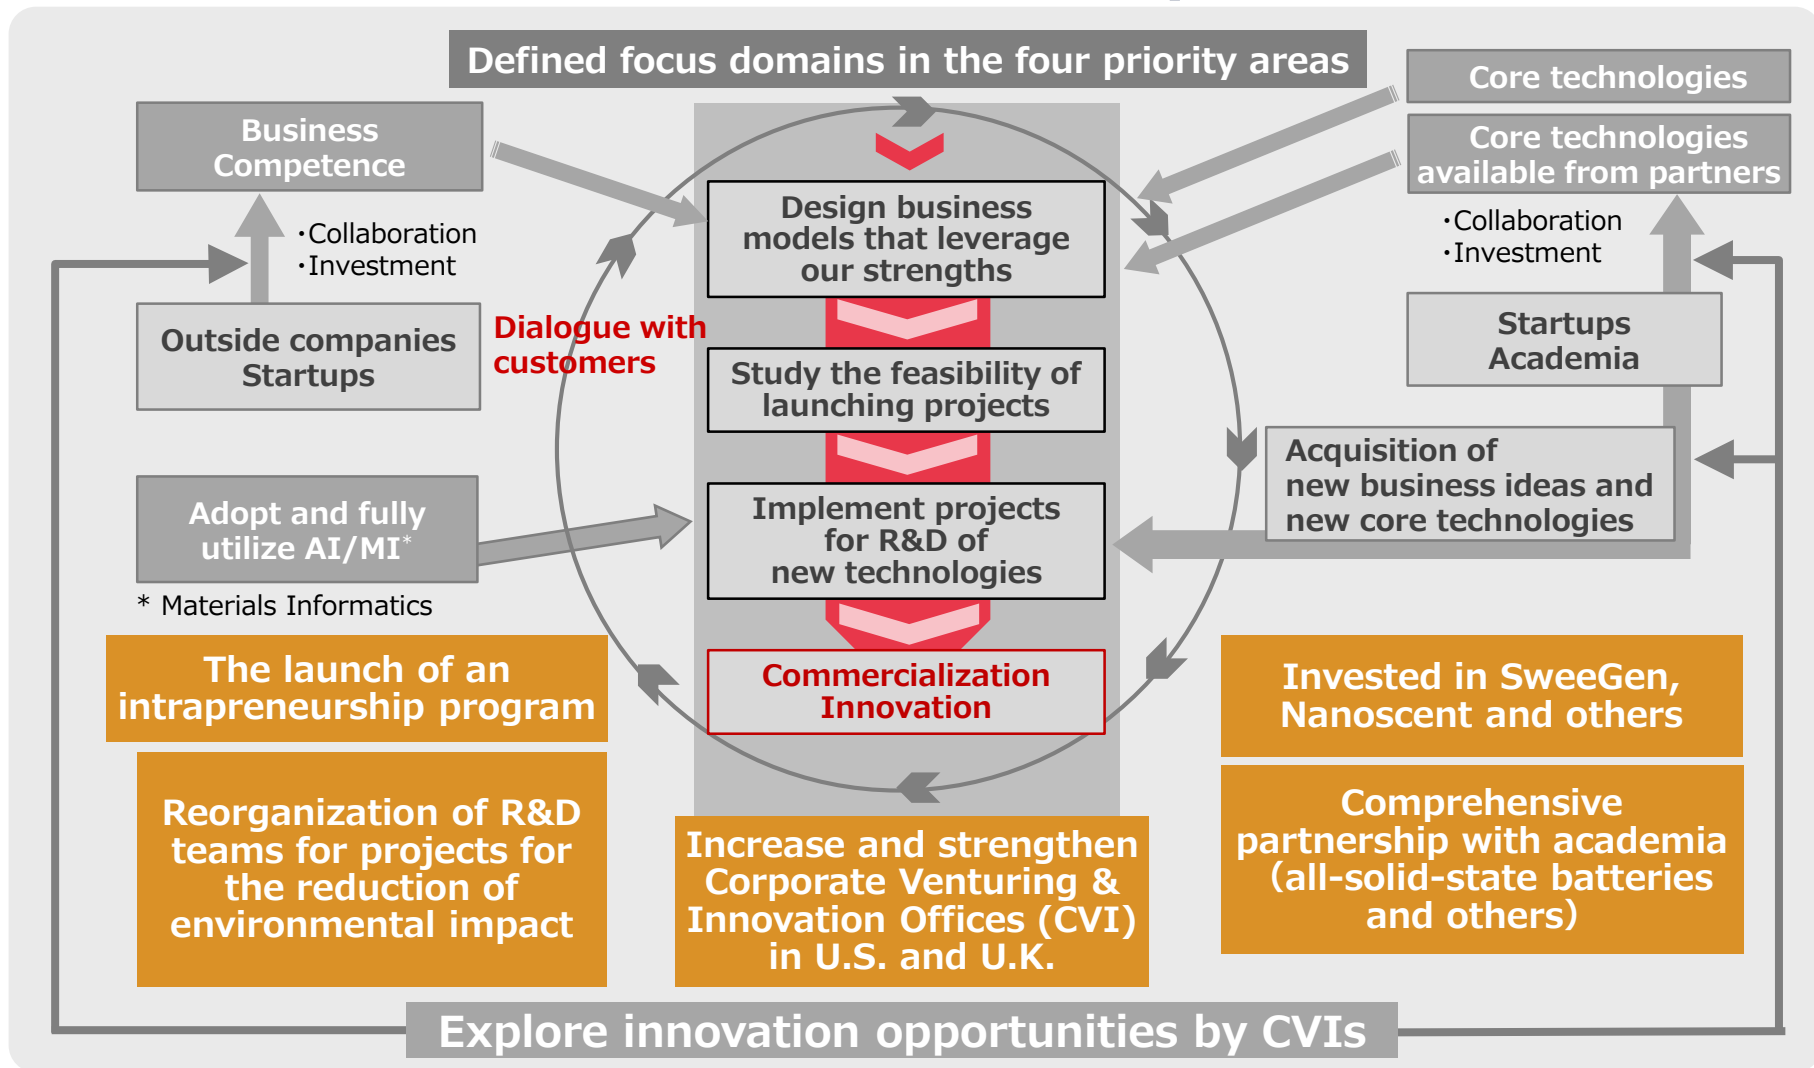 Defined focus domains in the four priority areas
Business
Competence
・Collaboration
・Investment
Outside companies
Startups
Dialogue with
customers
Adopt and fully
utilize AI/MI*
* Materials Informatics
Design business
models that leverage
our strengths
Study the feasibility of
launching projects
Implement projects
for R&D of
new technologies
Commercialization
Innovation
Core technologies
Core technologies
available from partners
・Collaboration
・Investment
Startups
Academia
Acquisition of
new business ideas and
new core technologies
The launch of an
intrapreneurship program
Reorganization of R&D
teams for projects for
the reduction of
environmental impact
Increase and strengthen
Corporate Venturing &
Innovation Offices (CVI)
in U.S. and U.K.
Invested in SweeGen,
Nanoscent and others
Comprehensive
partnership with academia
（all-solid-state batteries
and others）
Explore innovation opportunities by CVIs